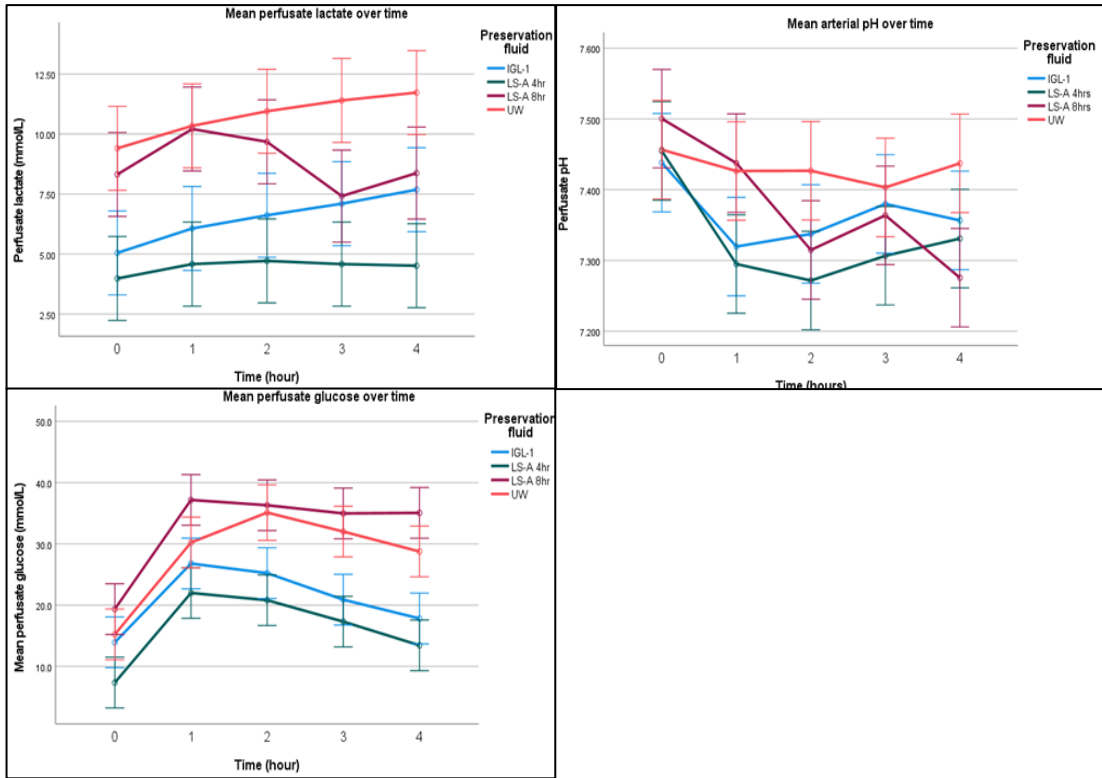 Mean perfusate lactate over time
Preservation
fluid
IGL-1
LS-A 4hr
LS-A 8hr
UW
Perfusate lactate (mmol/L)
12.50
10.00
7.50
5.00
2.50
0 1 2 3 4
Time (hour)
Mean arterial pH over time
Preservation
fluid
IGL-1
LS-A 4hrs
LS-A 8hrs
UW
Perfusate pH
7.600
7.500
7.400
7.300
7.200
0 1 2 3 4
Time (hours)
Mean perfusate glucose over time
Preservation
fluid
IGL-1
LS-A 4hr
LS-A 8hr
UW
Mean perfusate glucose (mmol/L)
50.0
40.0
30.0
20.0
10.0
0 1 2 3 4
Time (hour)